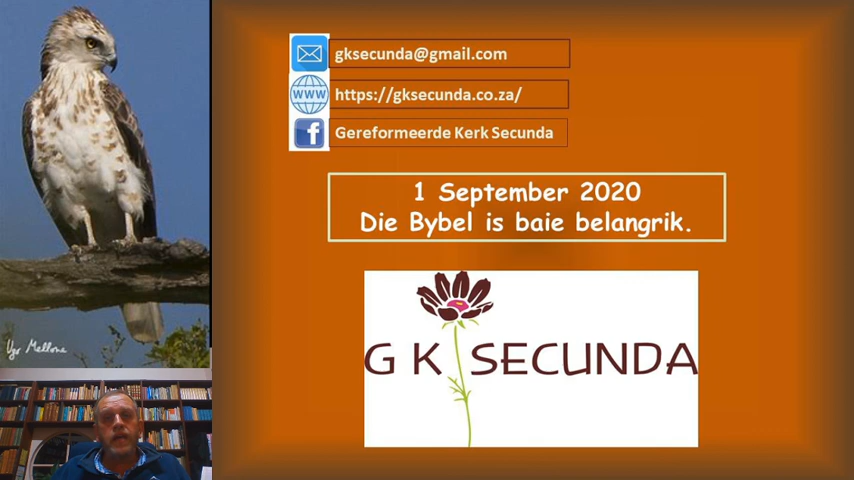 gksecunda@gmail.com
WWW
https://gksecunda.co.za/
f
Gereformeerde Kerk Secunda
1 September 2020
Die Bybel is baie belangrik.
G K SECUNDA